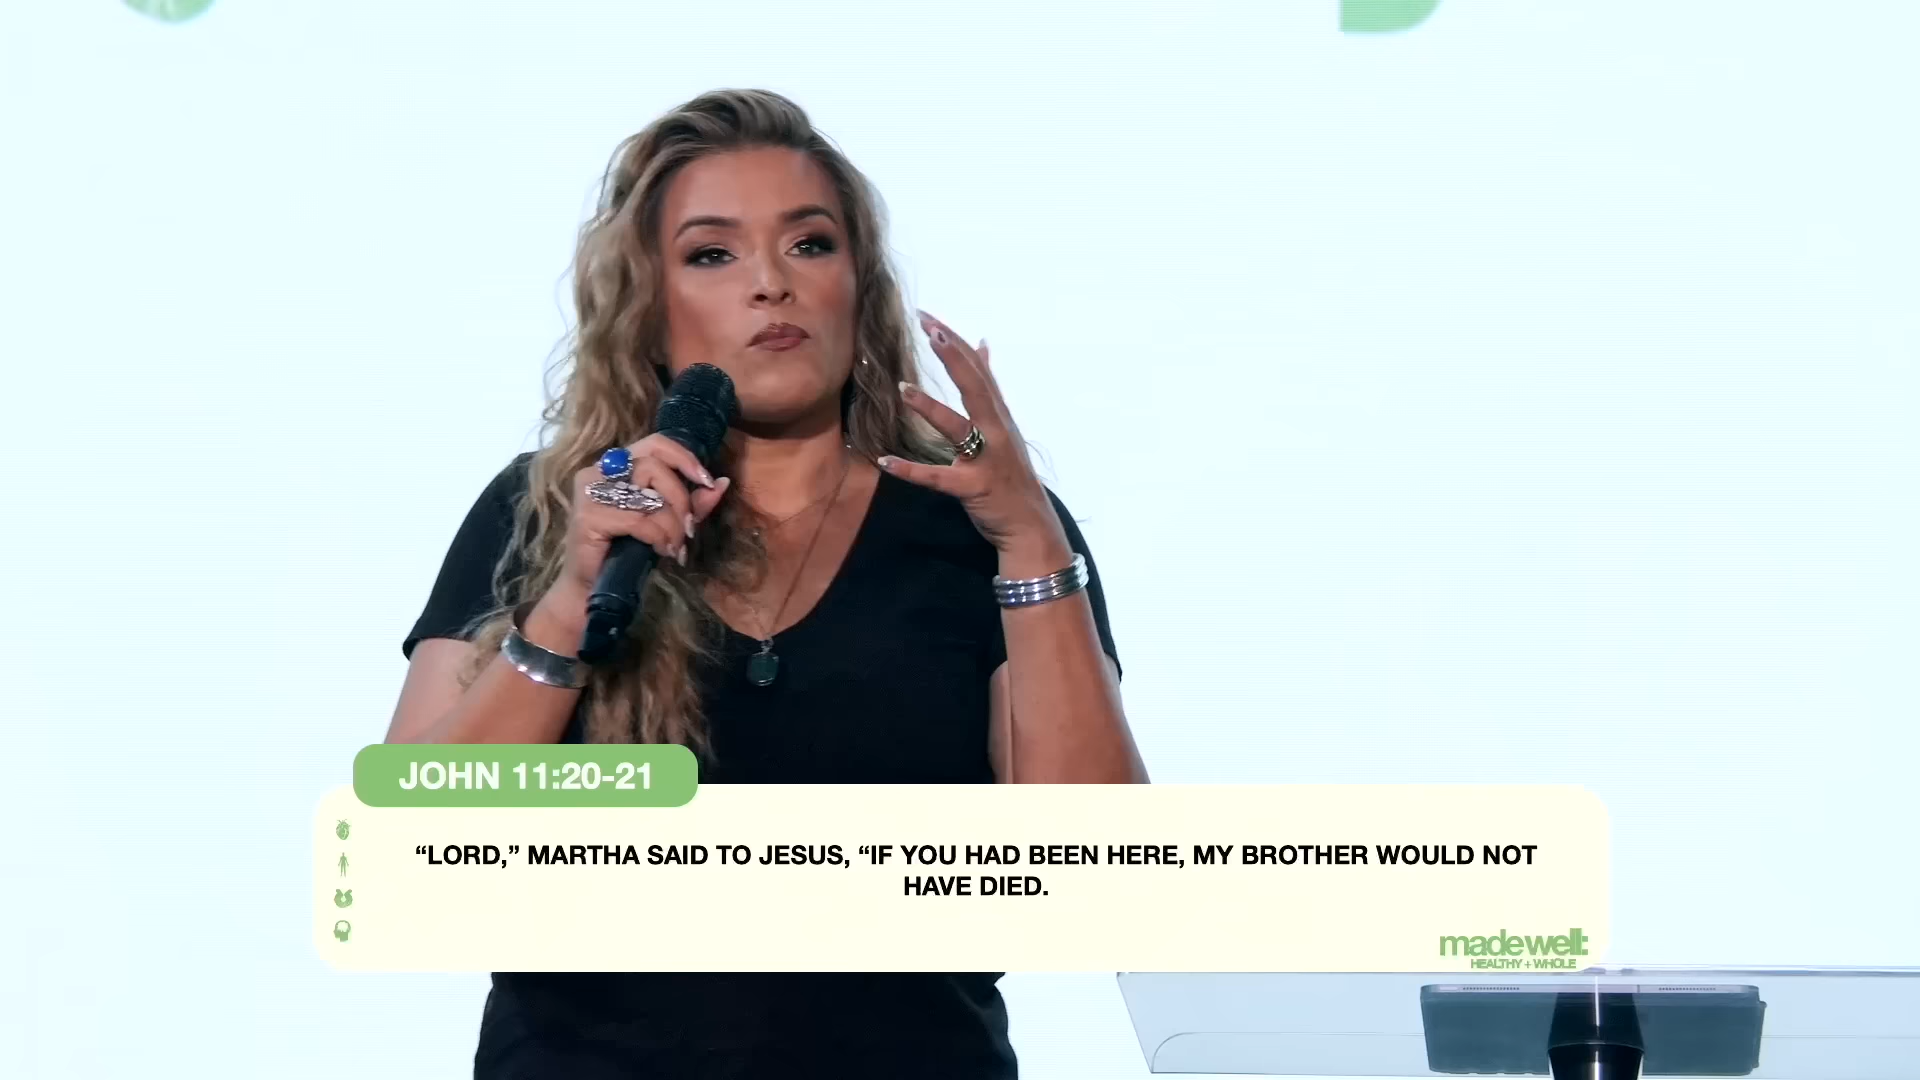 JOHN 11:20-21
“LORD,” MARTHA SAID TO JESUS, “IF YOU HAD BEEN HERE, MY BROTHER WOULD NOT
HAVE DIED.
madewell:
HEALTHY + WHOLE